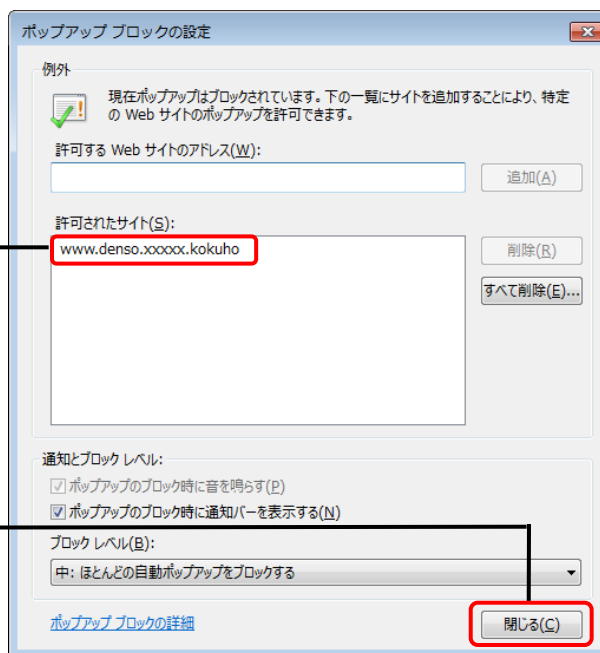 ポップアップ ブロックの設定
例外
現在ポップアップはブロックされています。下の一覧にサイトを追加することにより、特定
の Web サイトのポップアップを許可できます。
許可する Web サイトのアドレス(W):
追加(A)
許可されたサイト(S):
www.denso.xxxxx.kokuho
削除(R)
すべて削除(E)...
通知とブロック レベル:
ポップアップのブロック時に音を鳴らす(P)
ポップアップのブロック時に通知バーを表示する(N)
ブロック レベル(B):
中: ほとんどの自動ポップアップをブロックする
ポップアップ ブロックの詳細
閉じる(C)